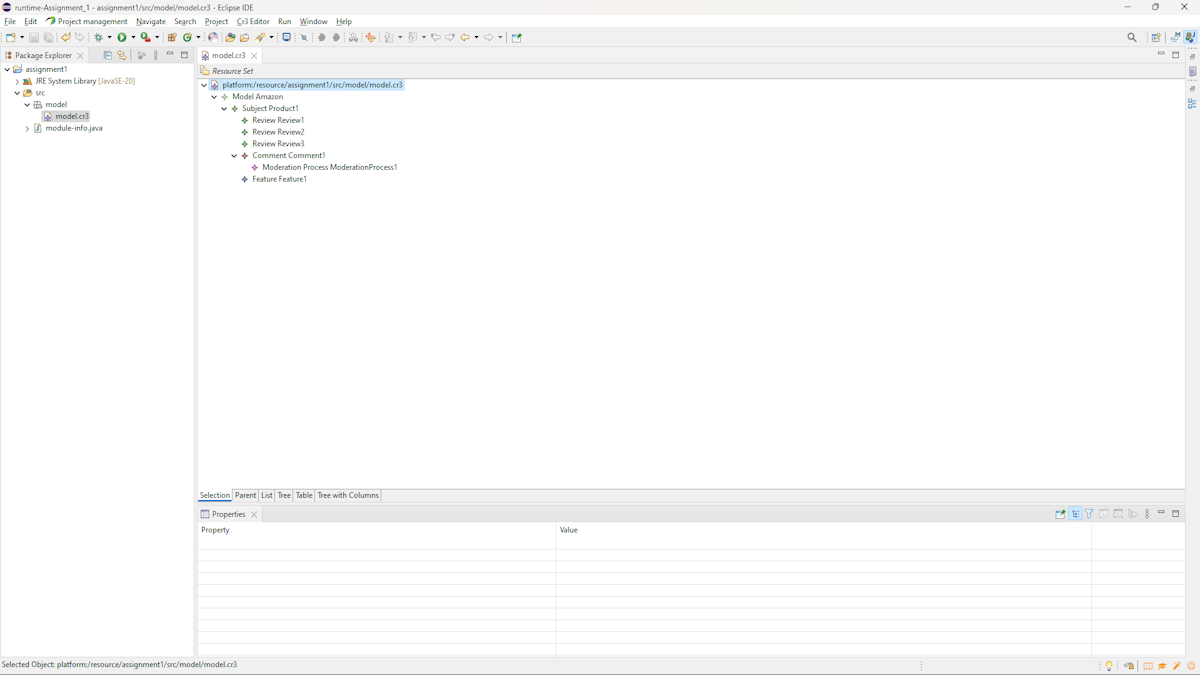 runtime-Assignment_1 - assignment1/src/model/model.cr3 - Eclipse IDE
File Edit Project management Navigate Search Project Cr3 Editor Run Window Help
Package Explorer
assignment1
JRE System Library [JavaSE-20]
src
model
model.cr3
module-info.java
model.cr3
Resource Set
platform:/resource/assignment1/src/model/model.cr3
Model Amazon
Subject Product1
Review Review1
Review Review2
Review Review3
Comment Comment1
Moderation Process ModerationProcess1
Feature Feature1
Selection Parent List Tree Table Tree with Columns
Properties
Property Value
Selected Object: platform:/resource/assignment1/src/model/model.cr3